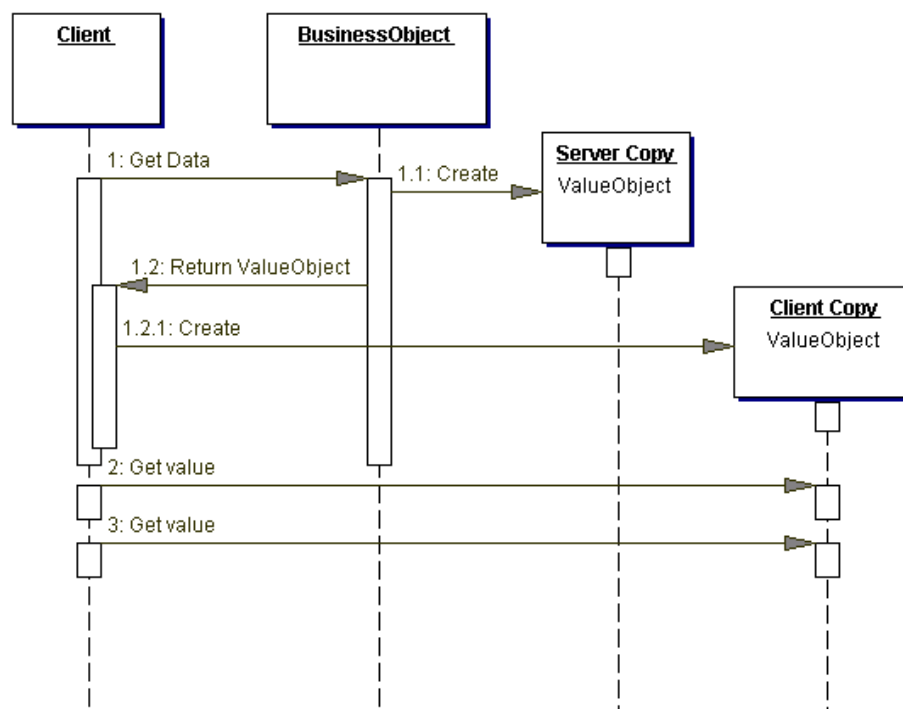 Client
BusinessObject
Server Copy
ValueObject
1: Get Data
1.1: Create
1.2: Return ValueObject
Client Copy
ValueObject
1.2.1: Create
2: Get value
3: Get value